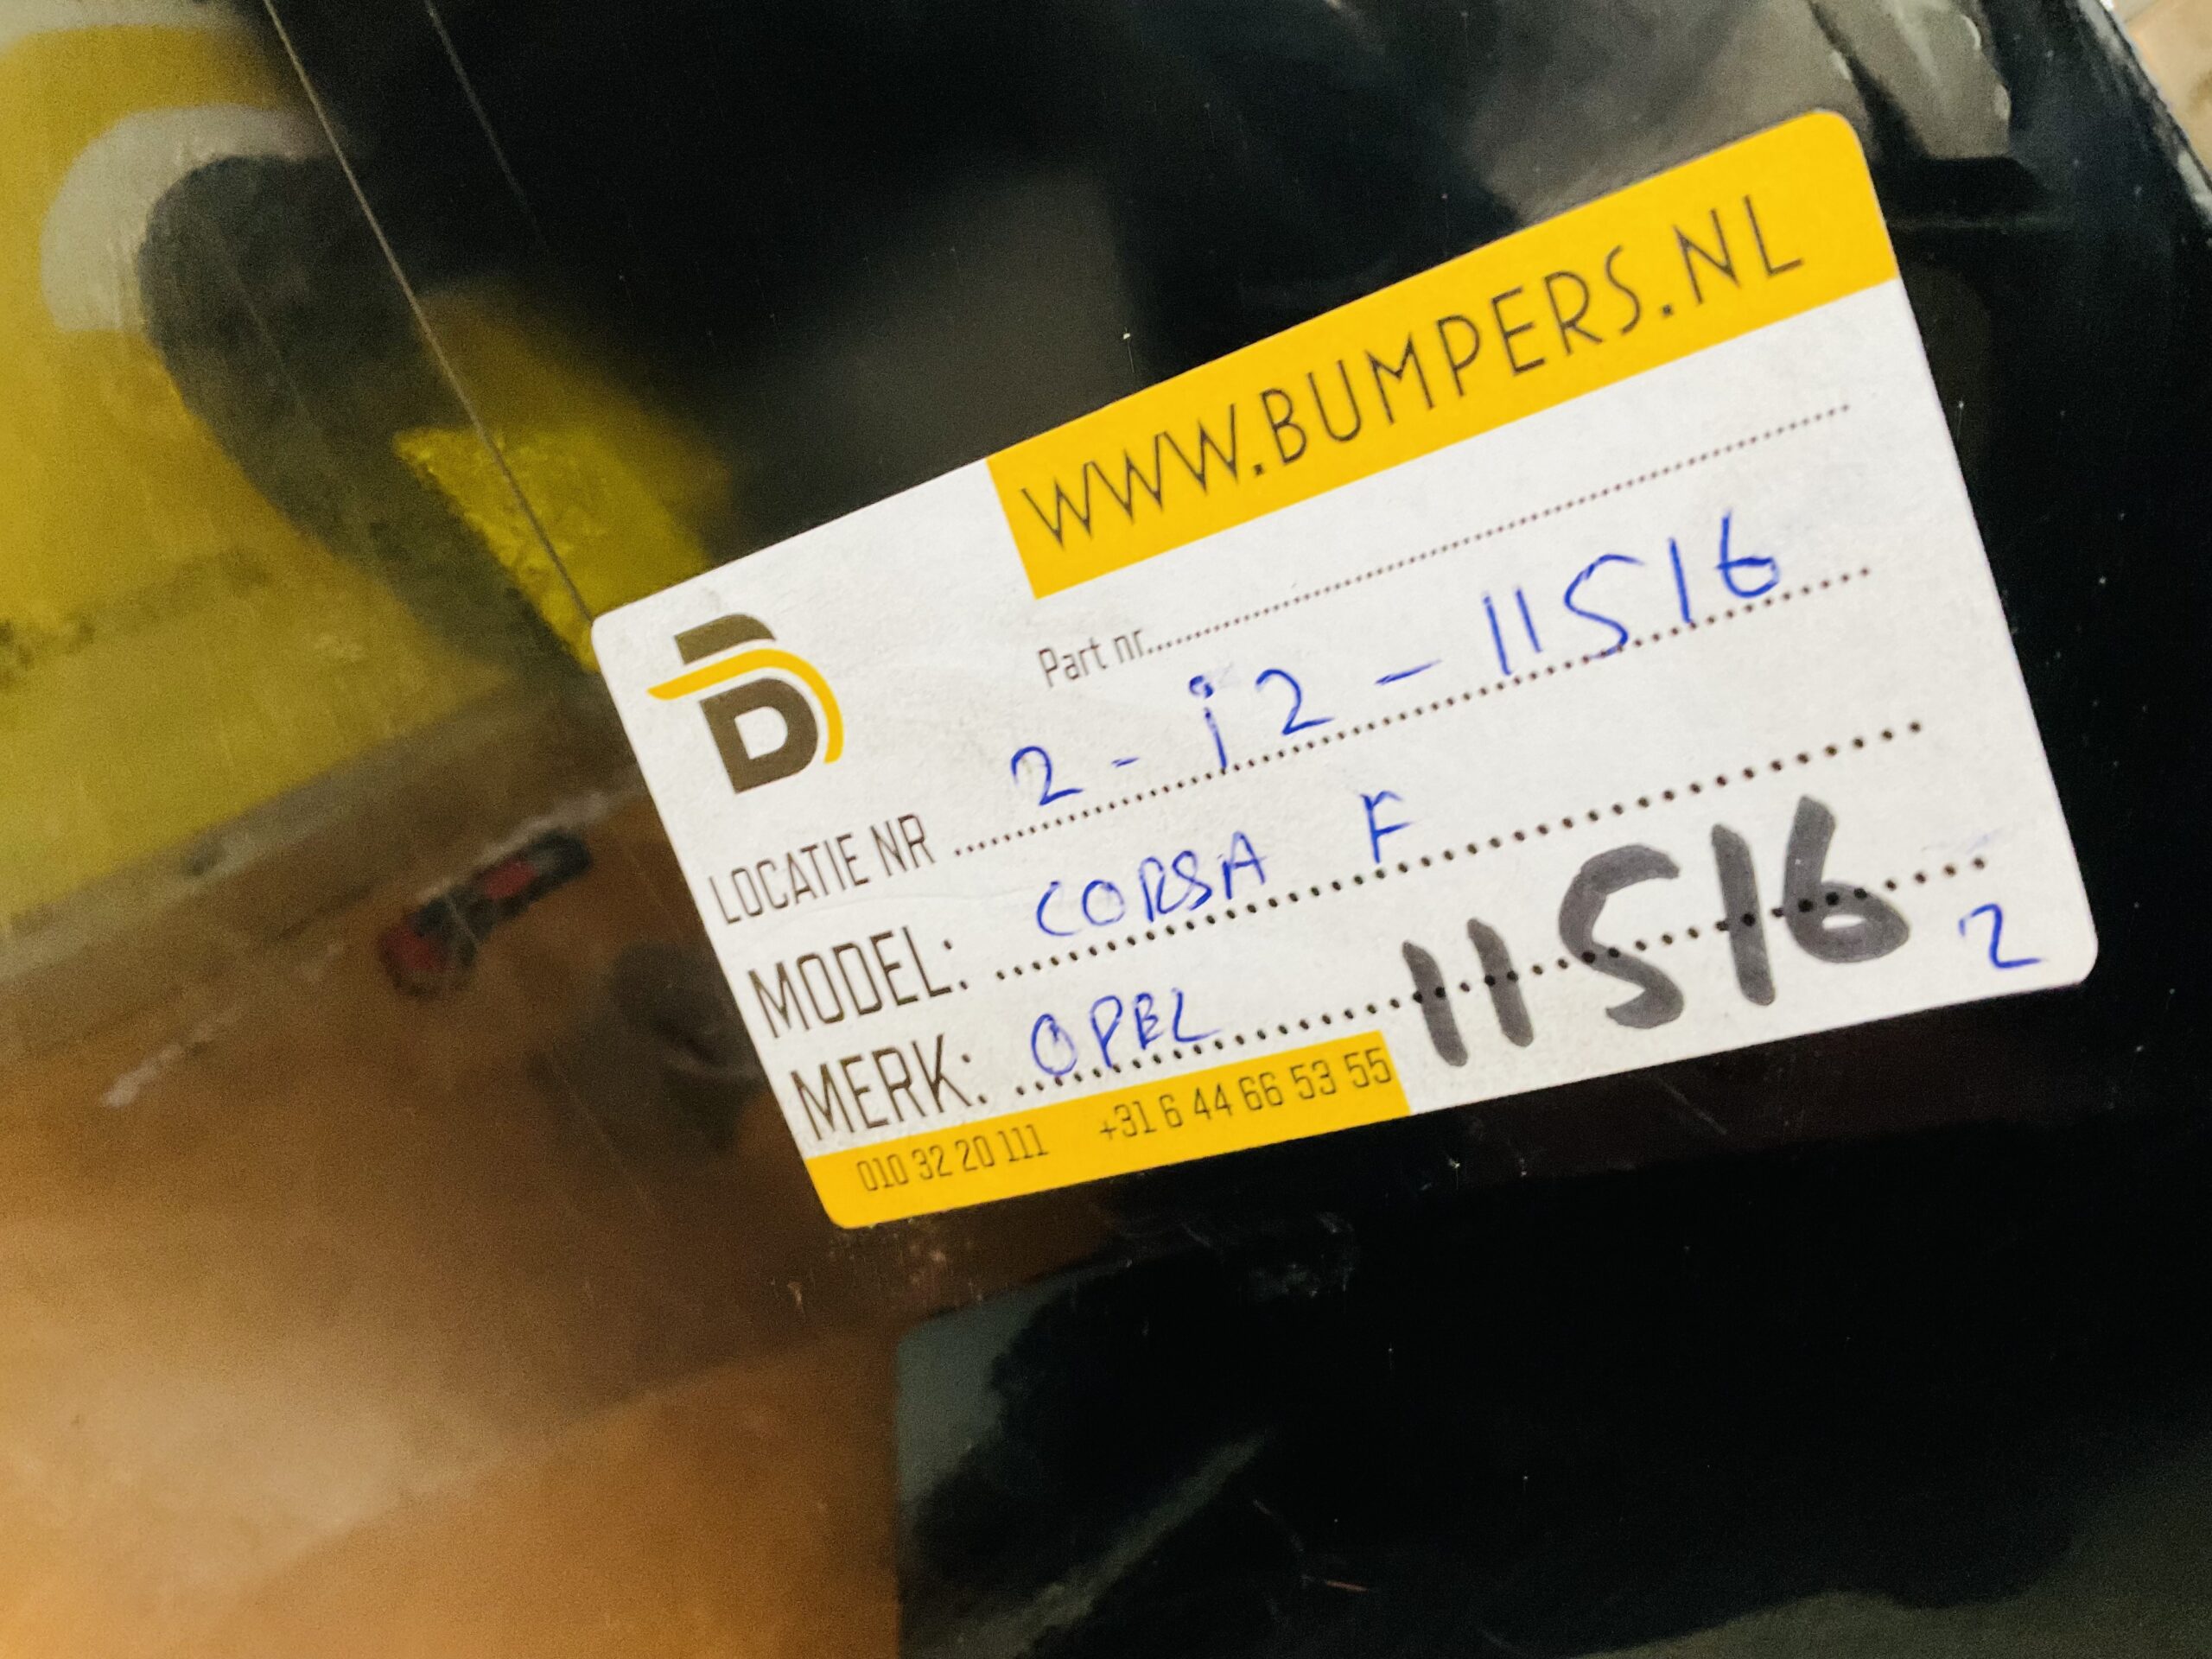 WWW.BUMPERS.NL
Part nr.
LOCATIE NR 2 - i2 - 11516
MODEL: CORSA F
MERK: OPEL 11516 2
010 32 20 111 +31 6 44 66 53 55